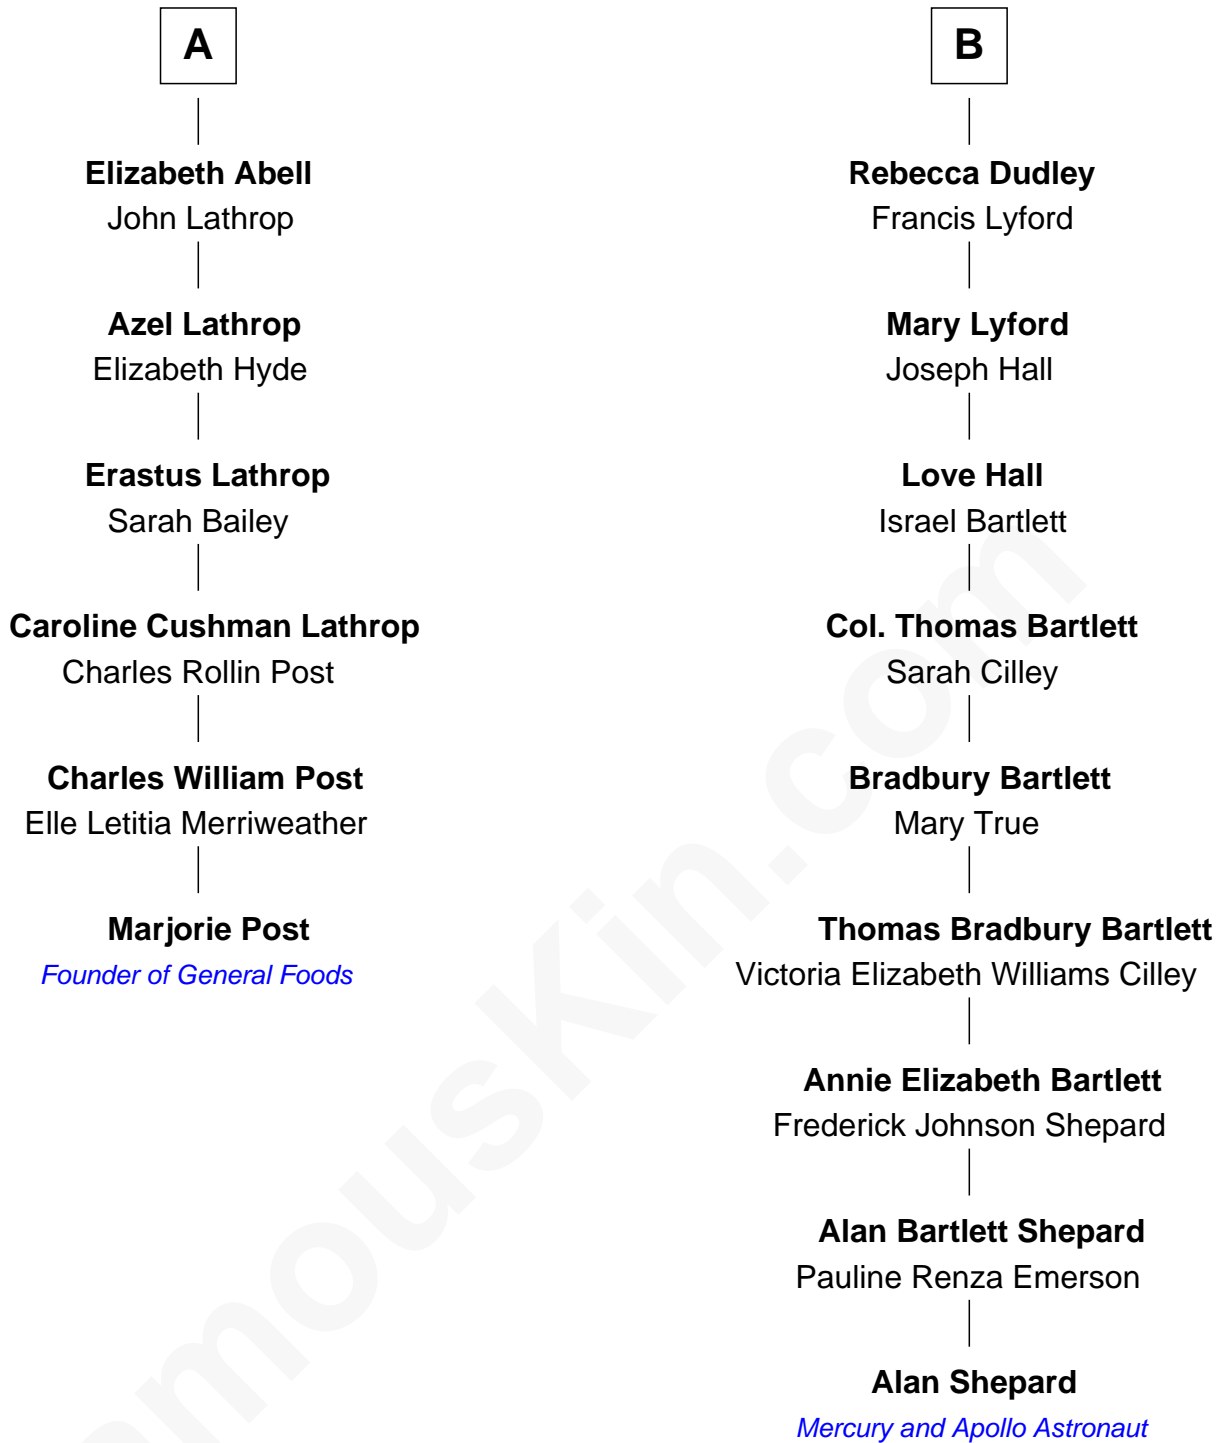 A
Elizabeth Abell
John Lathrop
Azel Lathrop
Elizabeth Hyde
Erastus Lathrop
Sarah Bailey
Caroline Cushman Lathrop
Charles Rollin Post
Charles William Post
Elle Letitia Merriweather
Marjorie Post
Founder of General Foods
B
Rebecca Dudley
Francis Lyford
Mary Lyford
Joseph Hall
Love Hall
Israel Bartlett
Col. Thomas Bartlett
Sarah Cilley
Bradbury Bartlett
Mary True
Thomas Bradbury Bartlett
Victoria Elizabeth Williams Cilley
Annie Elizabeth Bartlett
Frederick Johnson Shepard
Alan Bartlett Shepard
Pauline Renza Emerson
Alan Shepard
Mercury and Apollo Astronaut
amouskin.com